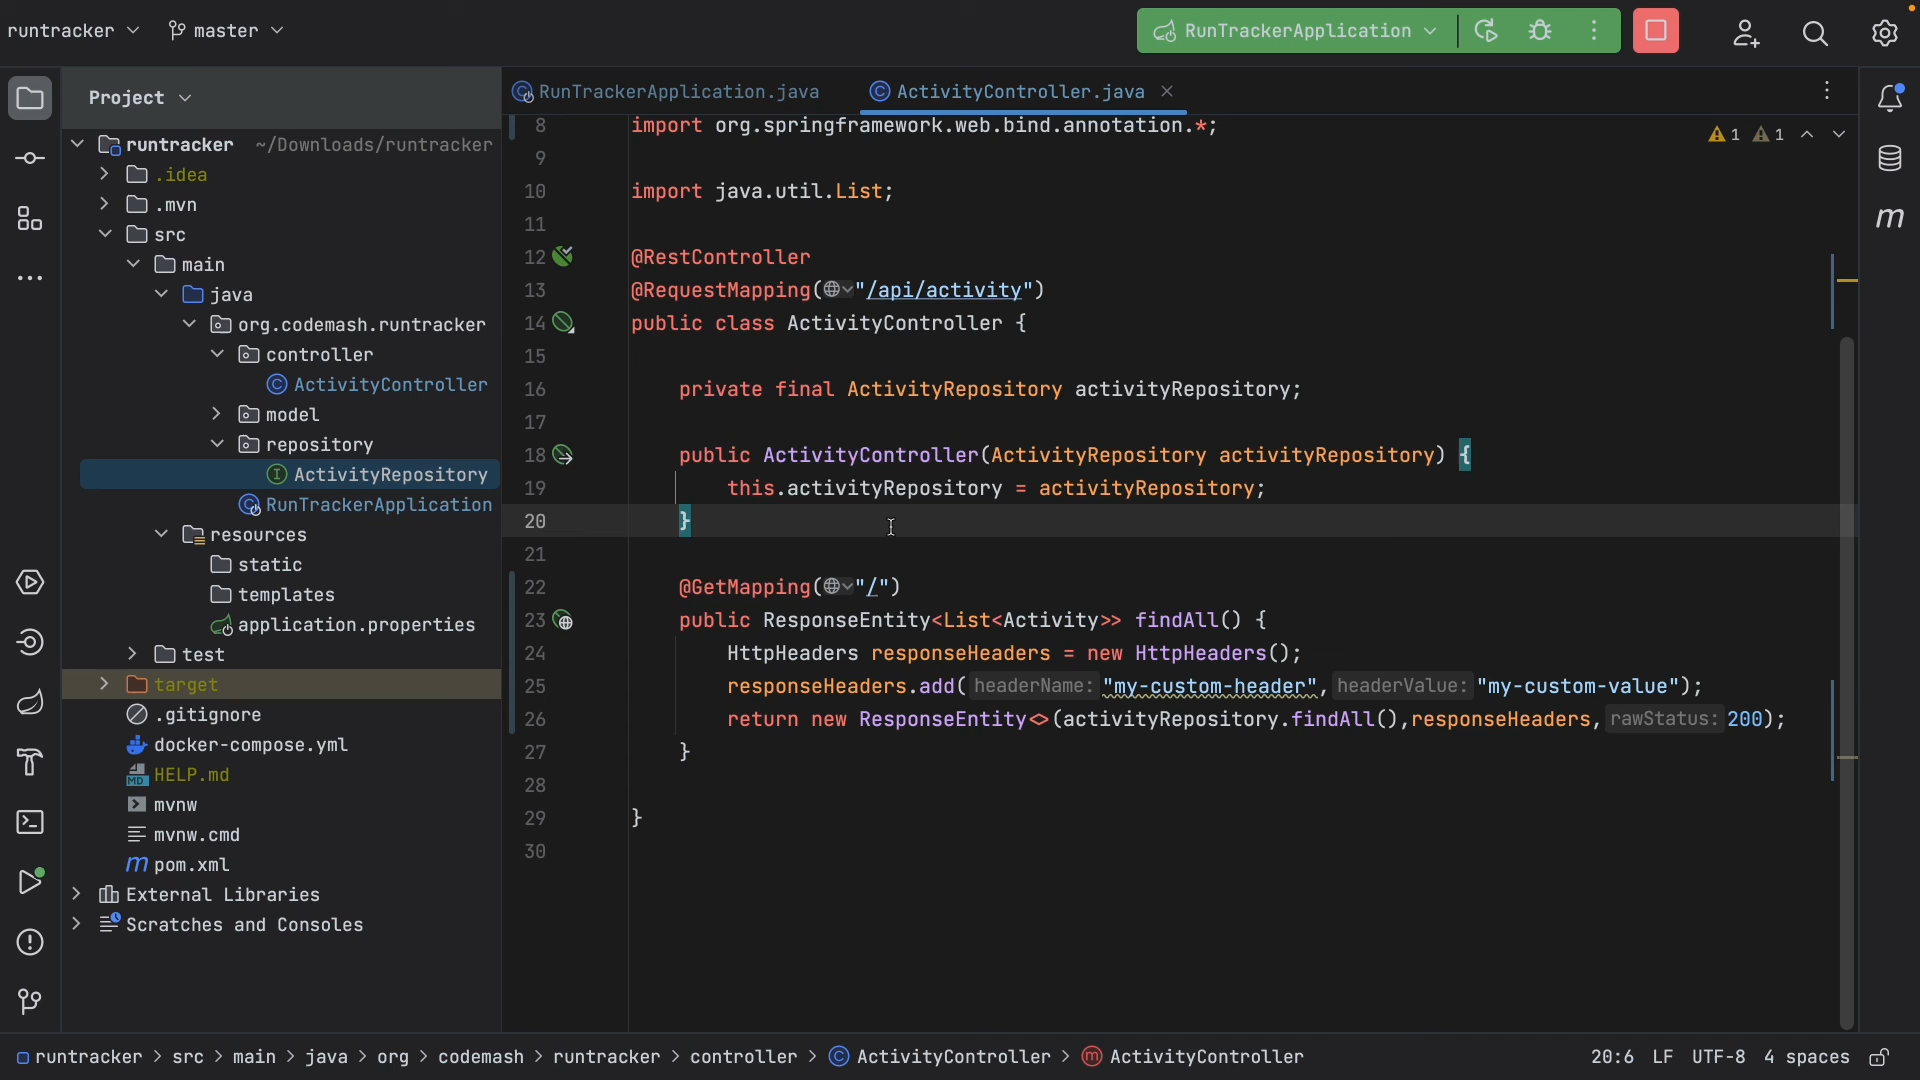 runtracker master RunTrackerApplication
Project
RunTrackerApplication.java ActivityController.java
runtracker ~/Downloads/runtracker
.idea
.mvn
src
main
java
org.codemash.runtracker
controller
ActivityController
model
repository
ActivityRepository
RunTrackerApplication
resources
static
templates
application.properties
test
target
.gitignore
docker-compose.yml
MD HELP.md
mvnw
mvnw.cmd
m pom.xml
External Libraries
Scratches and Consoles
8 import org.springframework.web.bind.annotation.*;
9
10 import java.util.List;
11
12 @RestController
13 @RequestMapping("/api/activity")
14 public class ActivityController {
15
16 private final ActivityRepository activityRepository;
17
18 public ActivityController(ActivityRepository activityRepository) {
19 this.activityRepository = activityRepository;
20 }
21
22 @GetMapping("/")
23 public ResponseEntity<List<Activity>> findAll() {
24 HttpHeaders responseHeaders = new HttpHeaders();
25 responseHeaders.add( headerName: "my-custom-header", headerValue: "my-custom-value");
26 return new ResponseEntity<>(activityRepository.findAll(),responseHeaders, rawStatus: 200);
27 }
28
29 }
30
1 1
m
runtracker > src > main > java > org > codemash > runtracker > controller > ActivityController > ActivityController
20:6 LF UTF-8 4 spaces